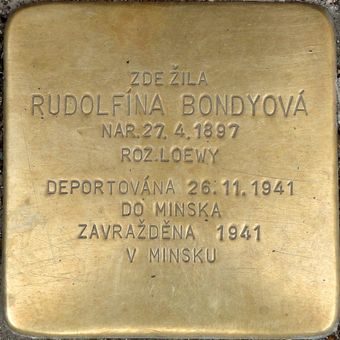 ZDE ŽILA
RUDOLFÍNA BONDYOVÁ
NAR.27.4.1897
ROZ.LOEWY
DEPORTOVÁNA 26.11.1941
DO MINSKA
ZAVRAŽDĚNA 1941
V MINSKU